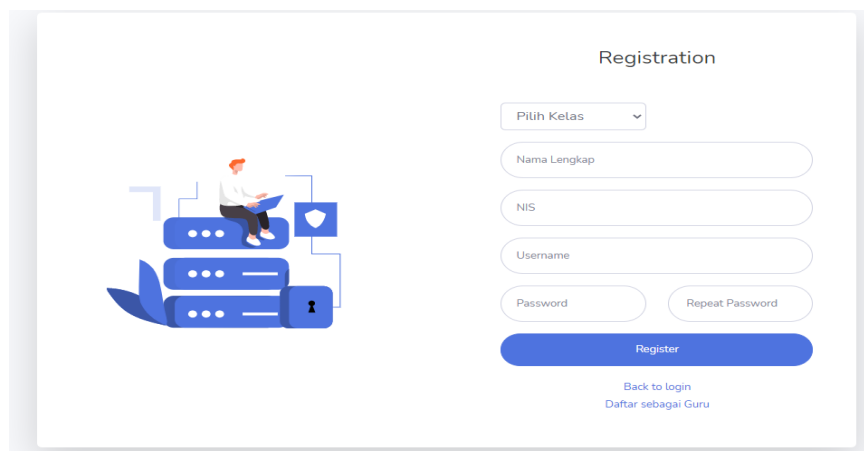 Registration
Pilih Kelas
Nama Lengkap
NIS
Username
Password Repeat Password
Register
Back to login
Daftar sebagai Guru